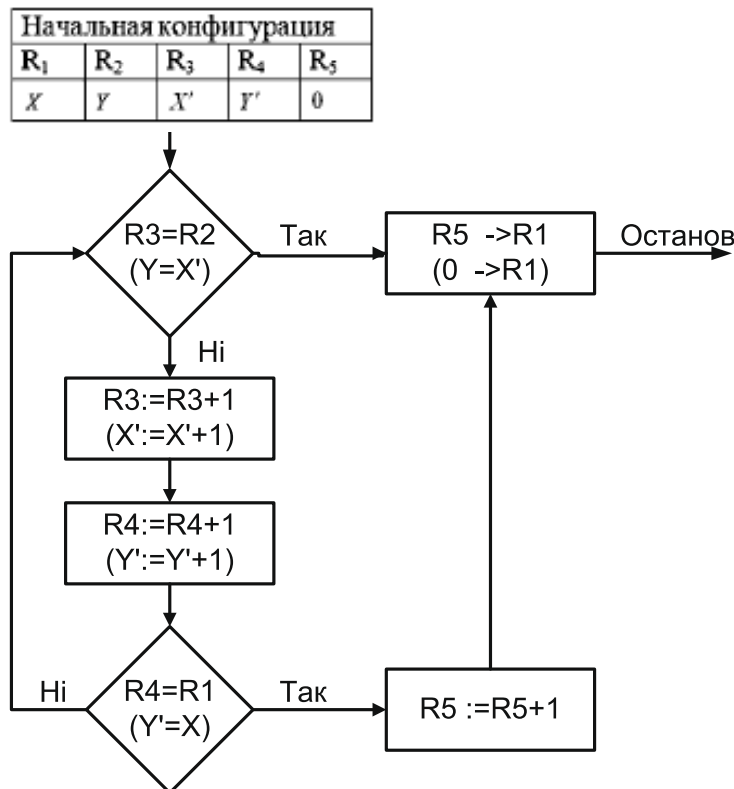 Начальная конфигурация
R₁ R₂ R₃ R₄ R₅
X Y X' Y' 0
R3=R2
(Y=X')
Так
R5 ->R1
(0 ->R1)
Останов
Ні
R3:=R3+1
(X':=X'+1)
R4:=R4+1
(Y':=Y'+1)
Ні
R4=R1
(Y'=X)
Так
R5 :=R5+1